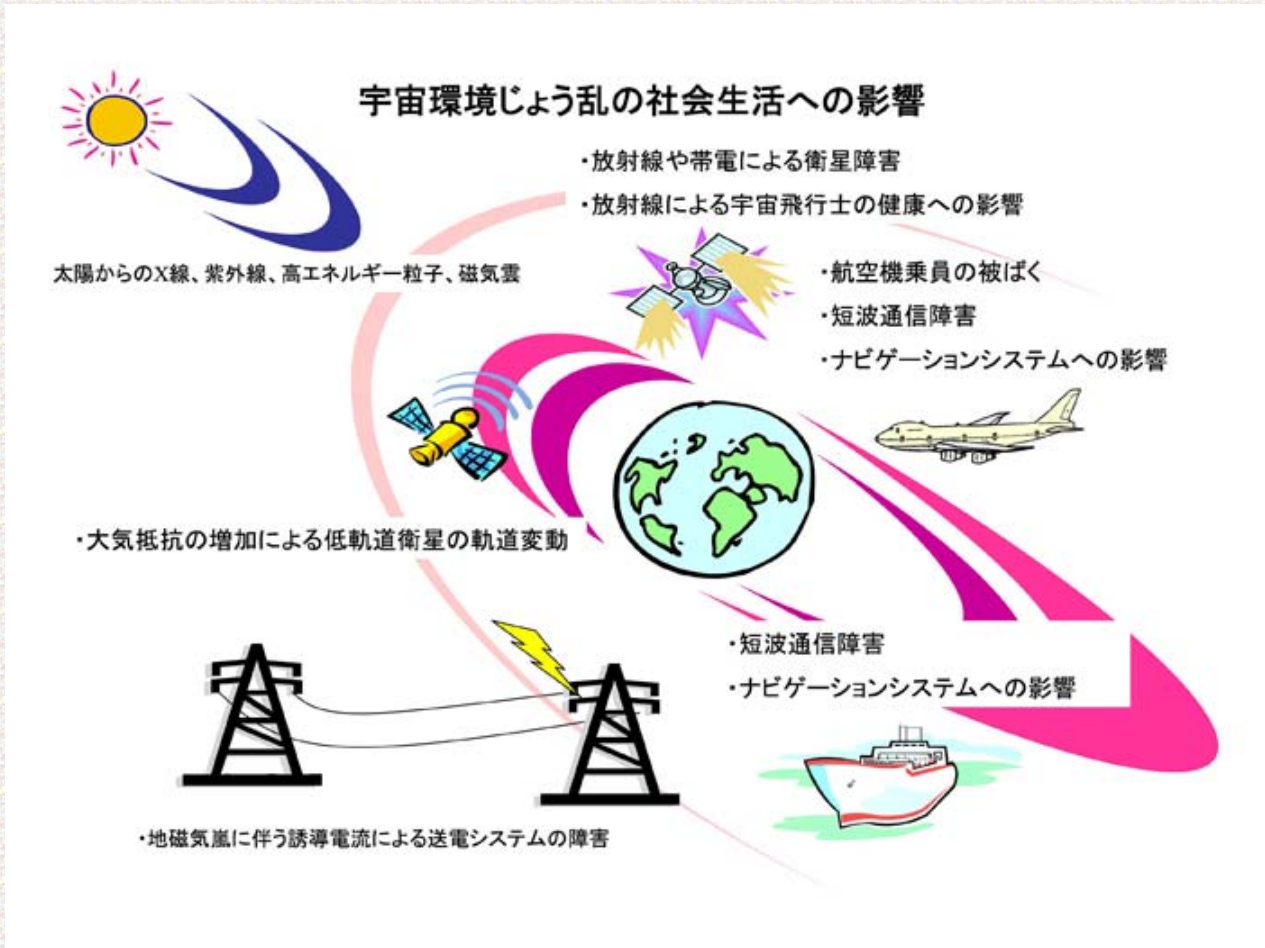 宇宙環境じょう乱の社会生活への影響
・放射線や帯電による衛星障害
・放射線による宇宙飛行士の健康への影響
太陽からのX線、紫外線、高エネルギー粒子、磁気雲
・航空機乗員の被ばく
・短波通信障害
・ナビゲーションシステムへの影響
・大気抵抗の増加による低軌道衛星の軌道変動
・短波通信障害
・ナビゲーションシステムへの影響
・地磁気嵐に伴う誘導電流による送電システムの障害